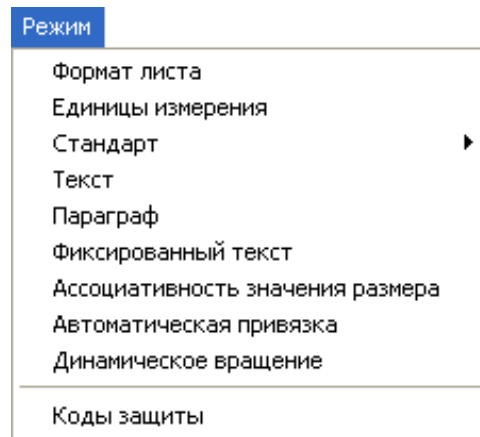 Режим
Формат листа
Единицы измерения
Стандарт
Текст
Параграф
Фиксированный текст
Ассоциативность значения размера
Автоматическая привязка
Динамическое вращение
Коды защиты